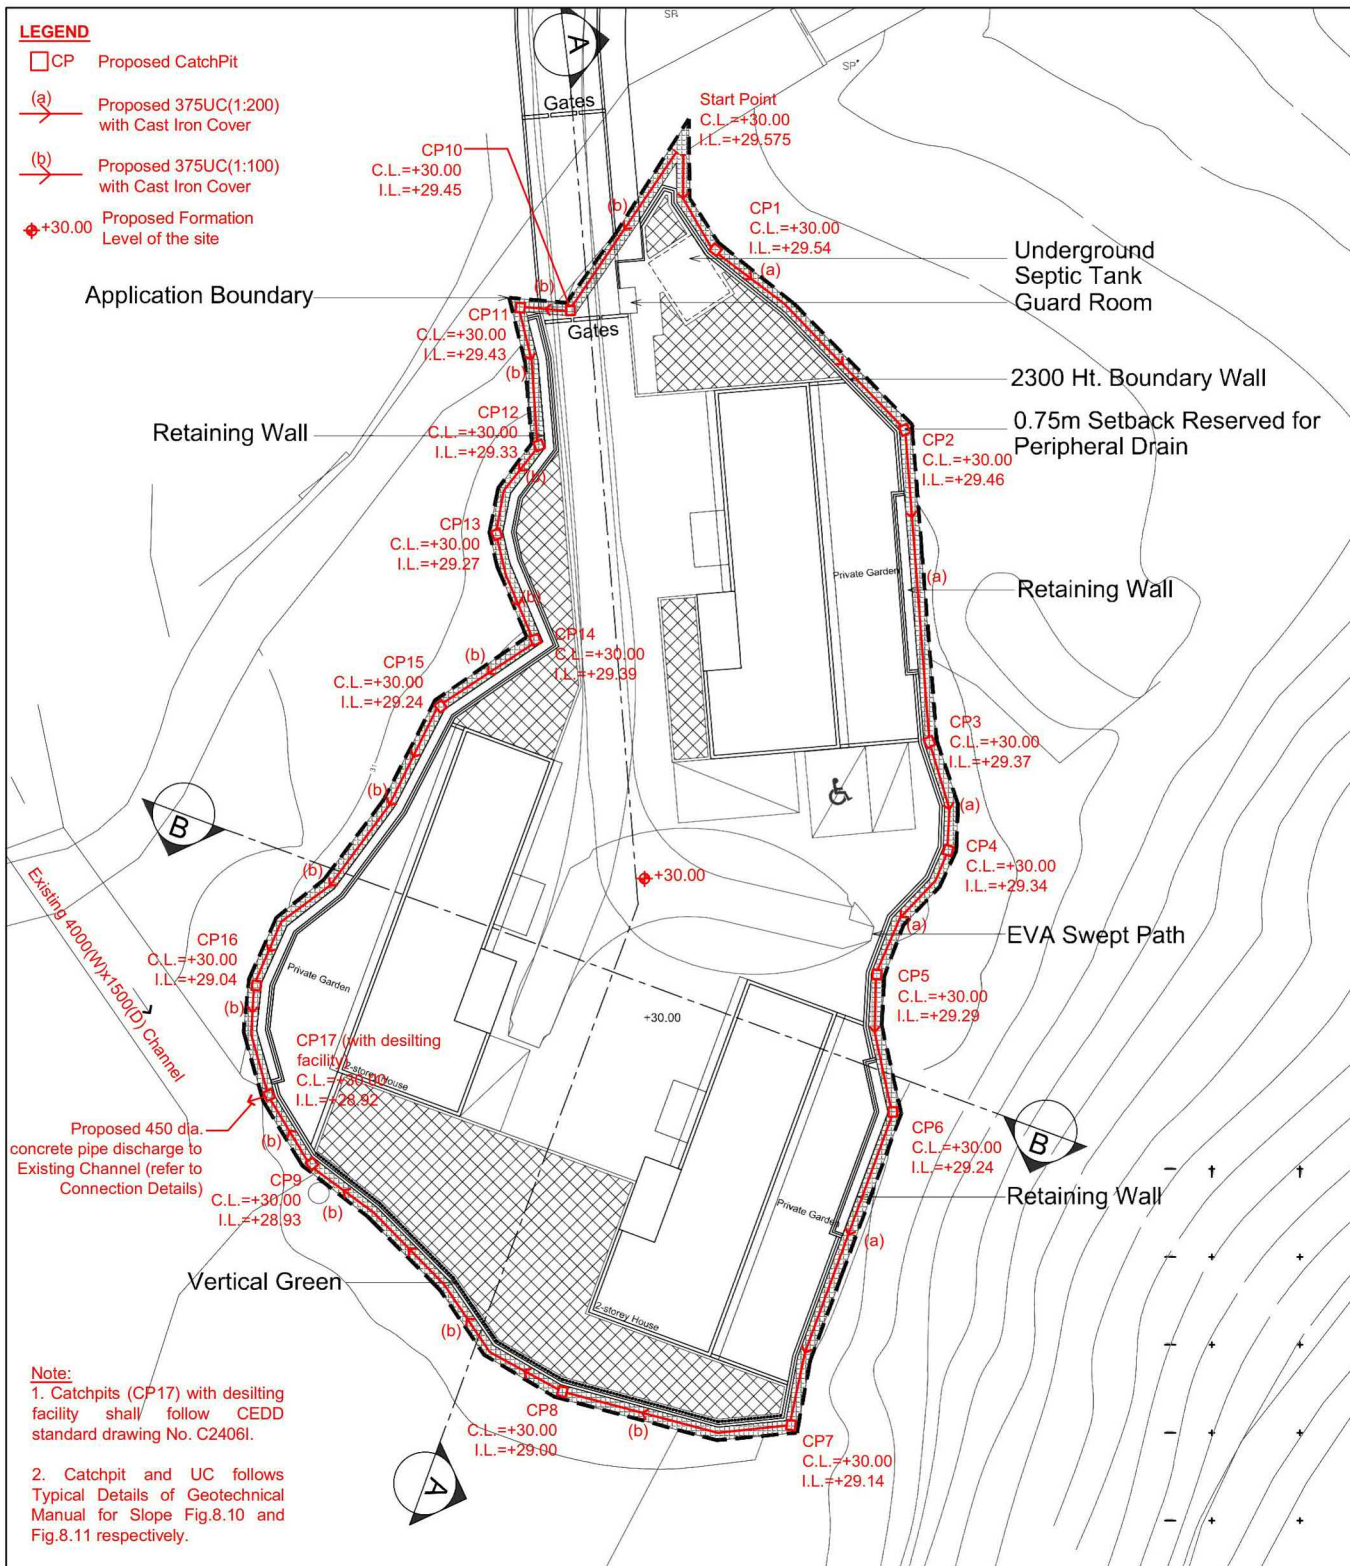 LEGEND
CP Proposed CatchPit
(a) Proposed 375UC(1:200)
with Cast Iron Cover
(b) Proposed 375UC(1:100)
with Cast Iron Cover
+30.00 Proposed Formation
Level of the site
SR
SP
A
Gates
Start Point
C.L.=+30.00
I.L.=+29.575
CP10
C.L.=+30.00
I.L.=+29.45
(b)
CP1
C.L.=+30.00
I.L.=+29.54
(a)
Underground
Septic Tank
Guard Room
Application Boundary
(b)
Gates
CP11
C.L.=+30.00
I.L.=+29.43
(b)
2300 Ht. Boundary Wall
0.75m Setback Reserved for
Peripheral Drain
CP12
C.L.=+30.00
I.L.=+29.33
(b)
Retaining Wall
CP2
C.L.=+30.00
I.L.=+29.46
CP13
C.L.=+30.00
I.L.=+29.27
(b)
Private Garden
(a)
Retaining Wall
CP14
C.L.=+30.00
I.L.=+29.39
(b)
CP15
C.L.=+30.00
I.L.=+29.24
(b)
CP3
C.L.=+30.00
I.L.=+29.37
(a)
B
CP4
C.L.=+30.00
I.L.=+29.34
(b)
+30.00
(a)
EVA Swept Path
Existing 4000(W)x1500(D) Channel
CP16
C.L.=+30.00
I.L.=+29.04
(b)
Private Garden
CP5
C.L.=+30.00
I.L.=+29.29
+30.00
CP17 (with desilting
facility)
C.L.=+30.00
I.L.=+28.92
2-storey House
Proposed 450 dia.
concrete pipe discharge to
Existing Channel (refer to
Connection Details)
(b)
CP6
C.L.=+30.00
I.L.=+29.24
B
Retaining Wall
CP9
C.L.=+30.00
I.L.=+28.93
(b)
Private Garden
(a)
Vertical Green
(b)
2-storey House
Note:
1. Catchpits (CP17) with desilting
facility shall follow CEDD
standard drawing No. C2406I.
CP8
C.L.=+30.00
I.L.=+29.00
(b)
CP7
C.L.=+30.00
I.L.=+29.14
A
2. Catchpit and UC follows
Typical Details of Geotechnical
Manual for Slope Fig.8.10 and
Fig.8.11 respectively.